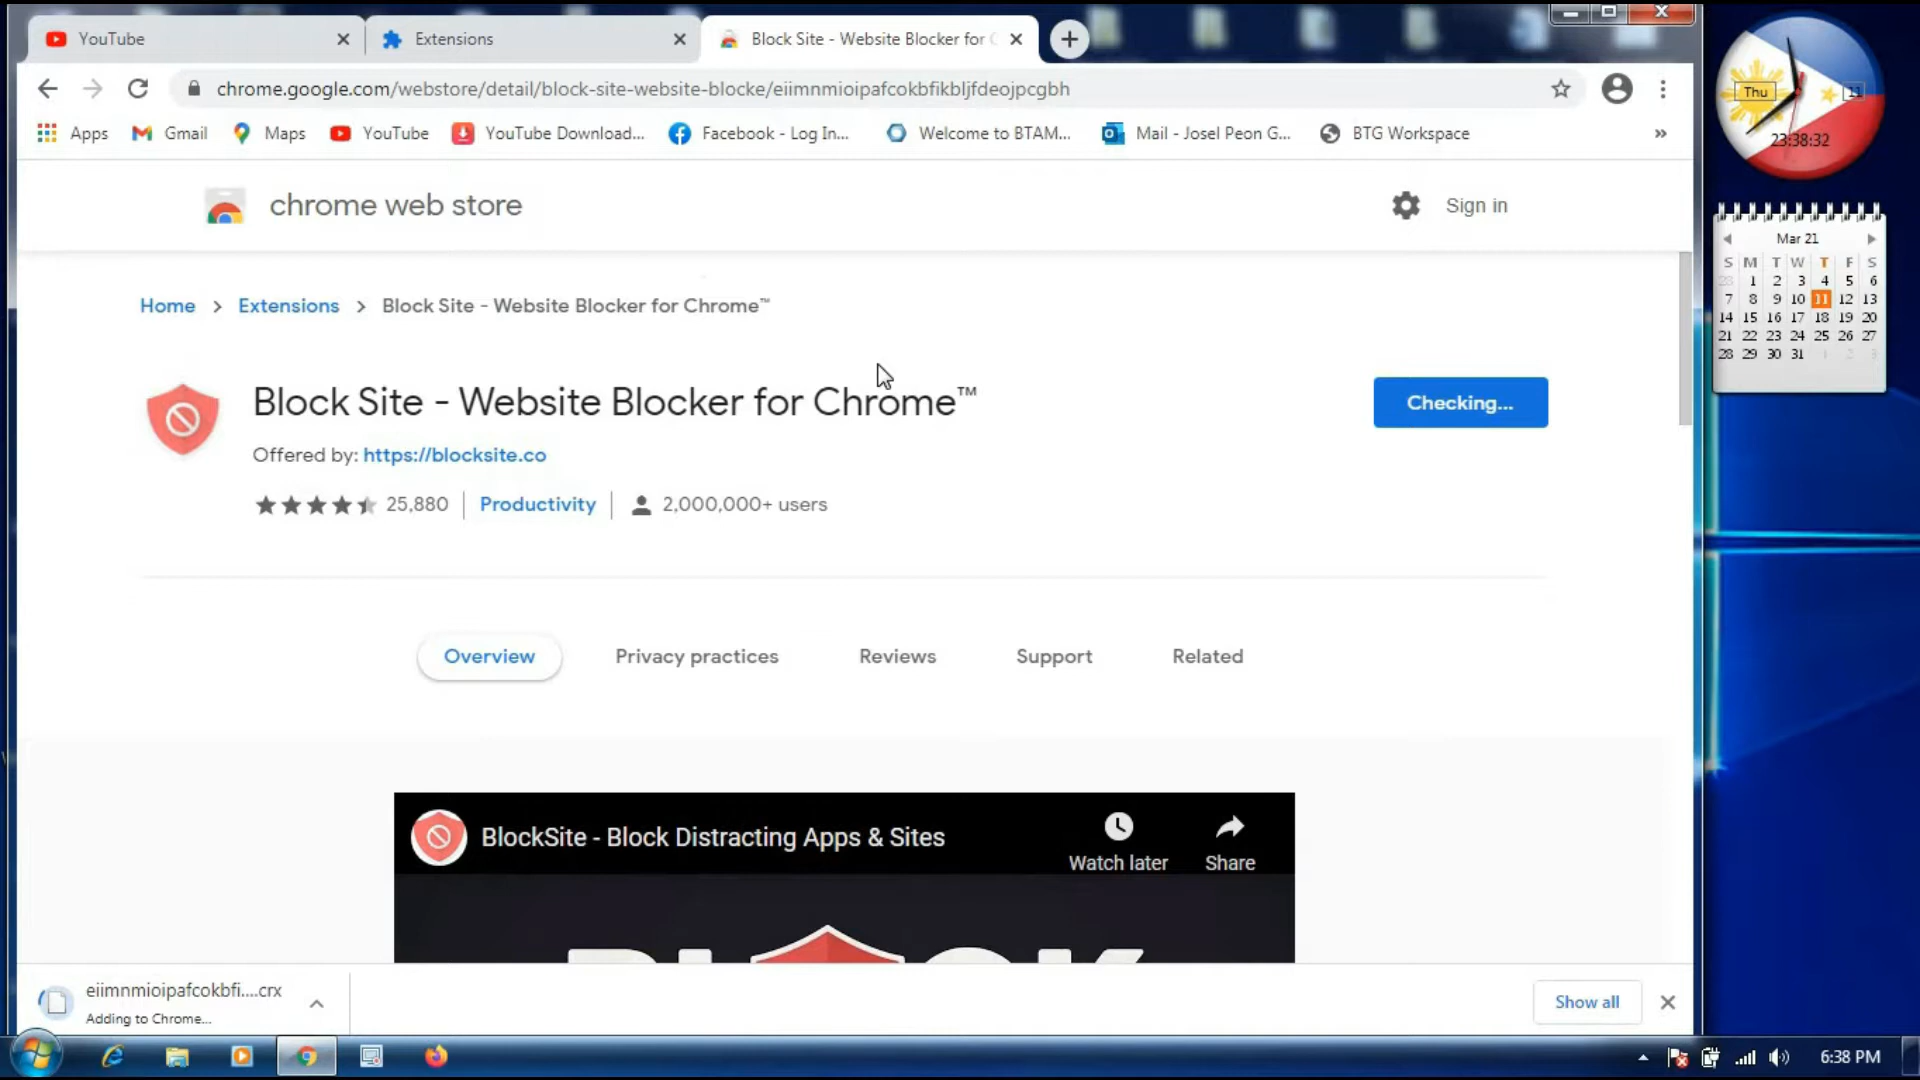 YouTube
Extensions
Block Site - Website Blocker for C
chrome.google.com/webstore/detail/block-site-website-blocke/eiimnmioipafcokbfikbljfdeojpcgbh
Apps Gmail Maps YouTube YouTube Download... Facebook - Log In... Welcome to BTAM... Mail - Josel Peon G... BTG Workspace »
chrome web store
Sign in
Home > Extensions > Block Site - Website Blocker for Chrome™
Block Site - Website Blocker for Chrome™
Checking...
Offered by: https://blocksite.co
25,880 Productivity 2,000,000+ users
Overview Privacy practices Reviews Support Related
BlockSite - Block Distracting Apps & Sites
Watch later Share
eiimnmioipafcokbfi....crx
Adding to Chrome...
Show all
6:38 PM
Thu 11
23:38:32
Mar 21
S M T W T F S
28 1 2 3 4 5 6
7 8 9 10 11 12 13
14 15 16 17 18 19 20
21 22 23 24 25 26 27
28 29 30 31 1 2 3